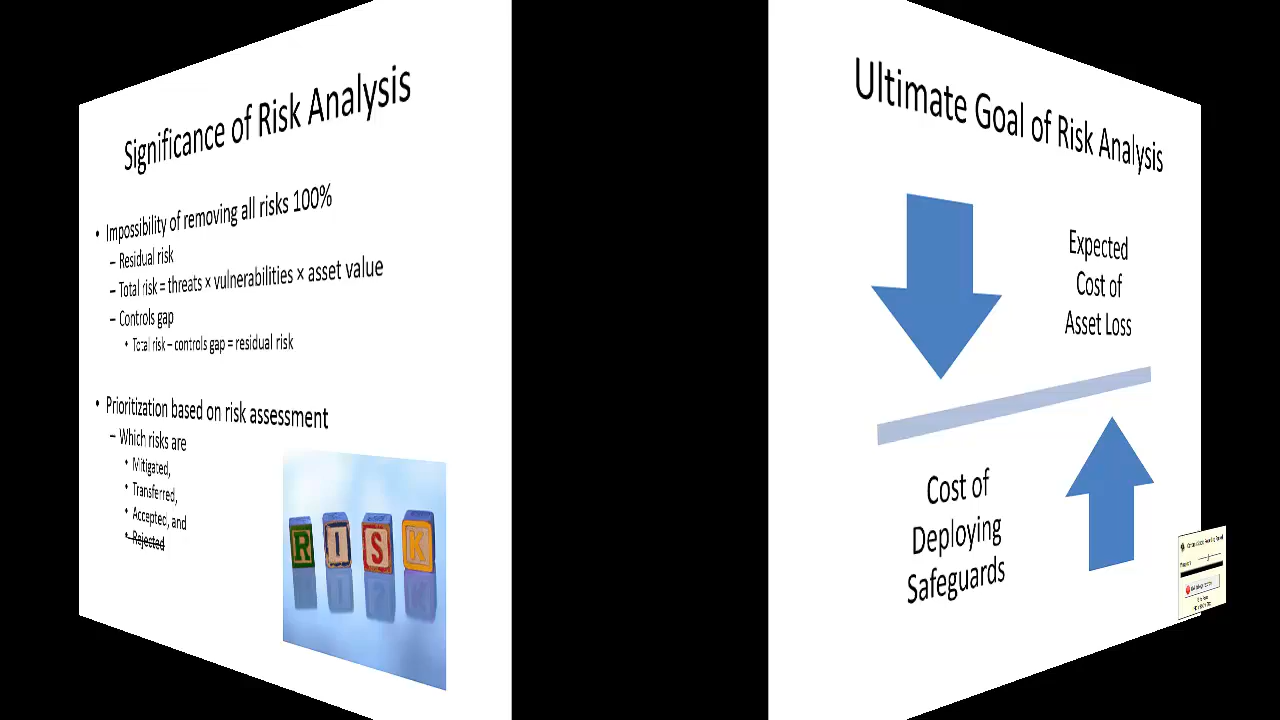 Significance of Risk Analysis
• Impossibility of removing all risks 100%
– Residual risk
– Total risk = threats × vulnerabilities × asset value
– Controls gap
• Total risk – controls gap = residual risk
• Prioritization based on risk assessment
– Which risks are
• Mitigated,
• Transferred,
• Accepted, and
• Rejected
R I S K
Ultimate Goal of Risk Analysis
Expected
Cost of
Asset Loss
Cost of
Deploying
Safeguards